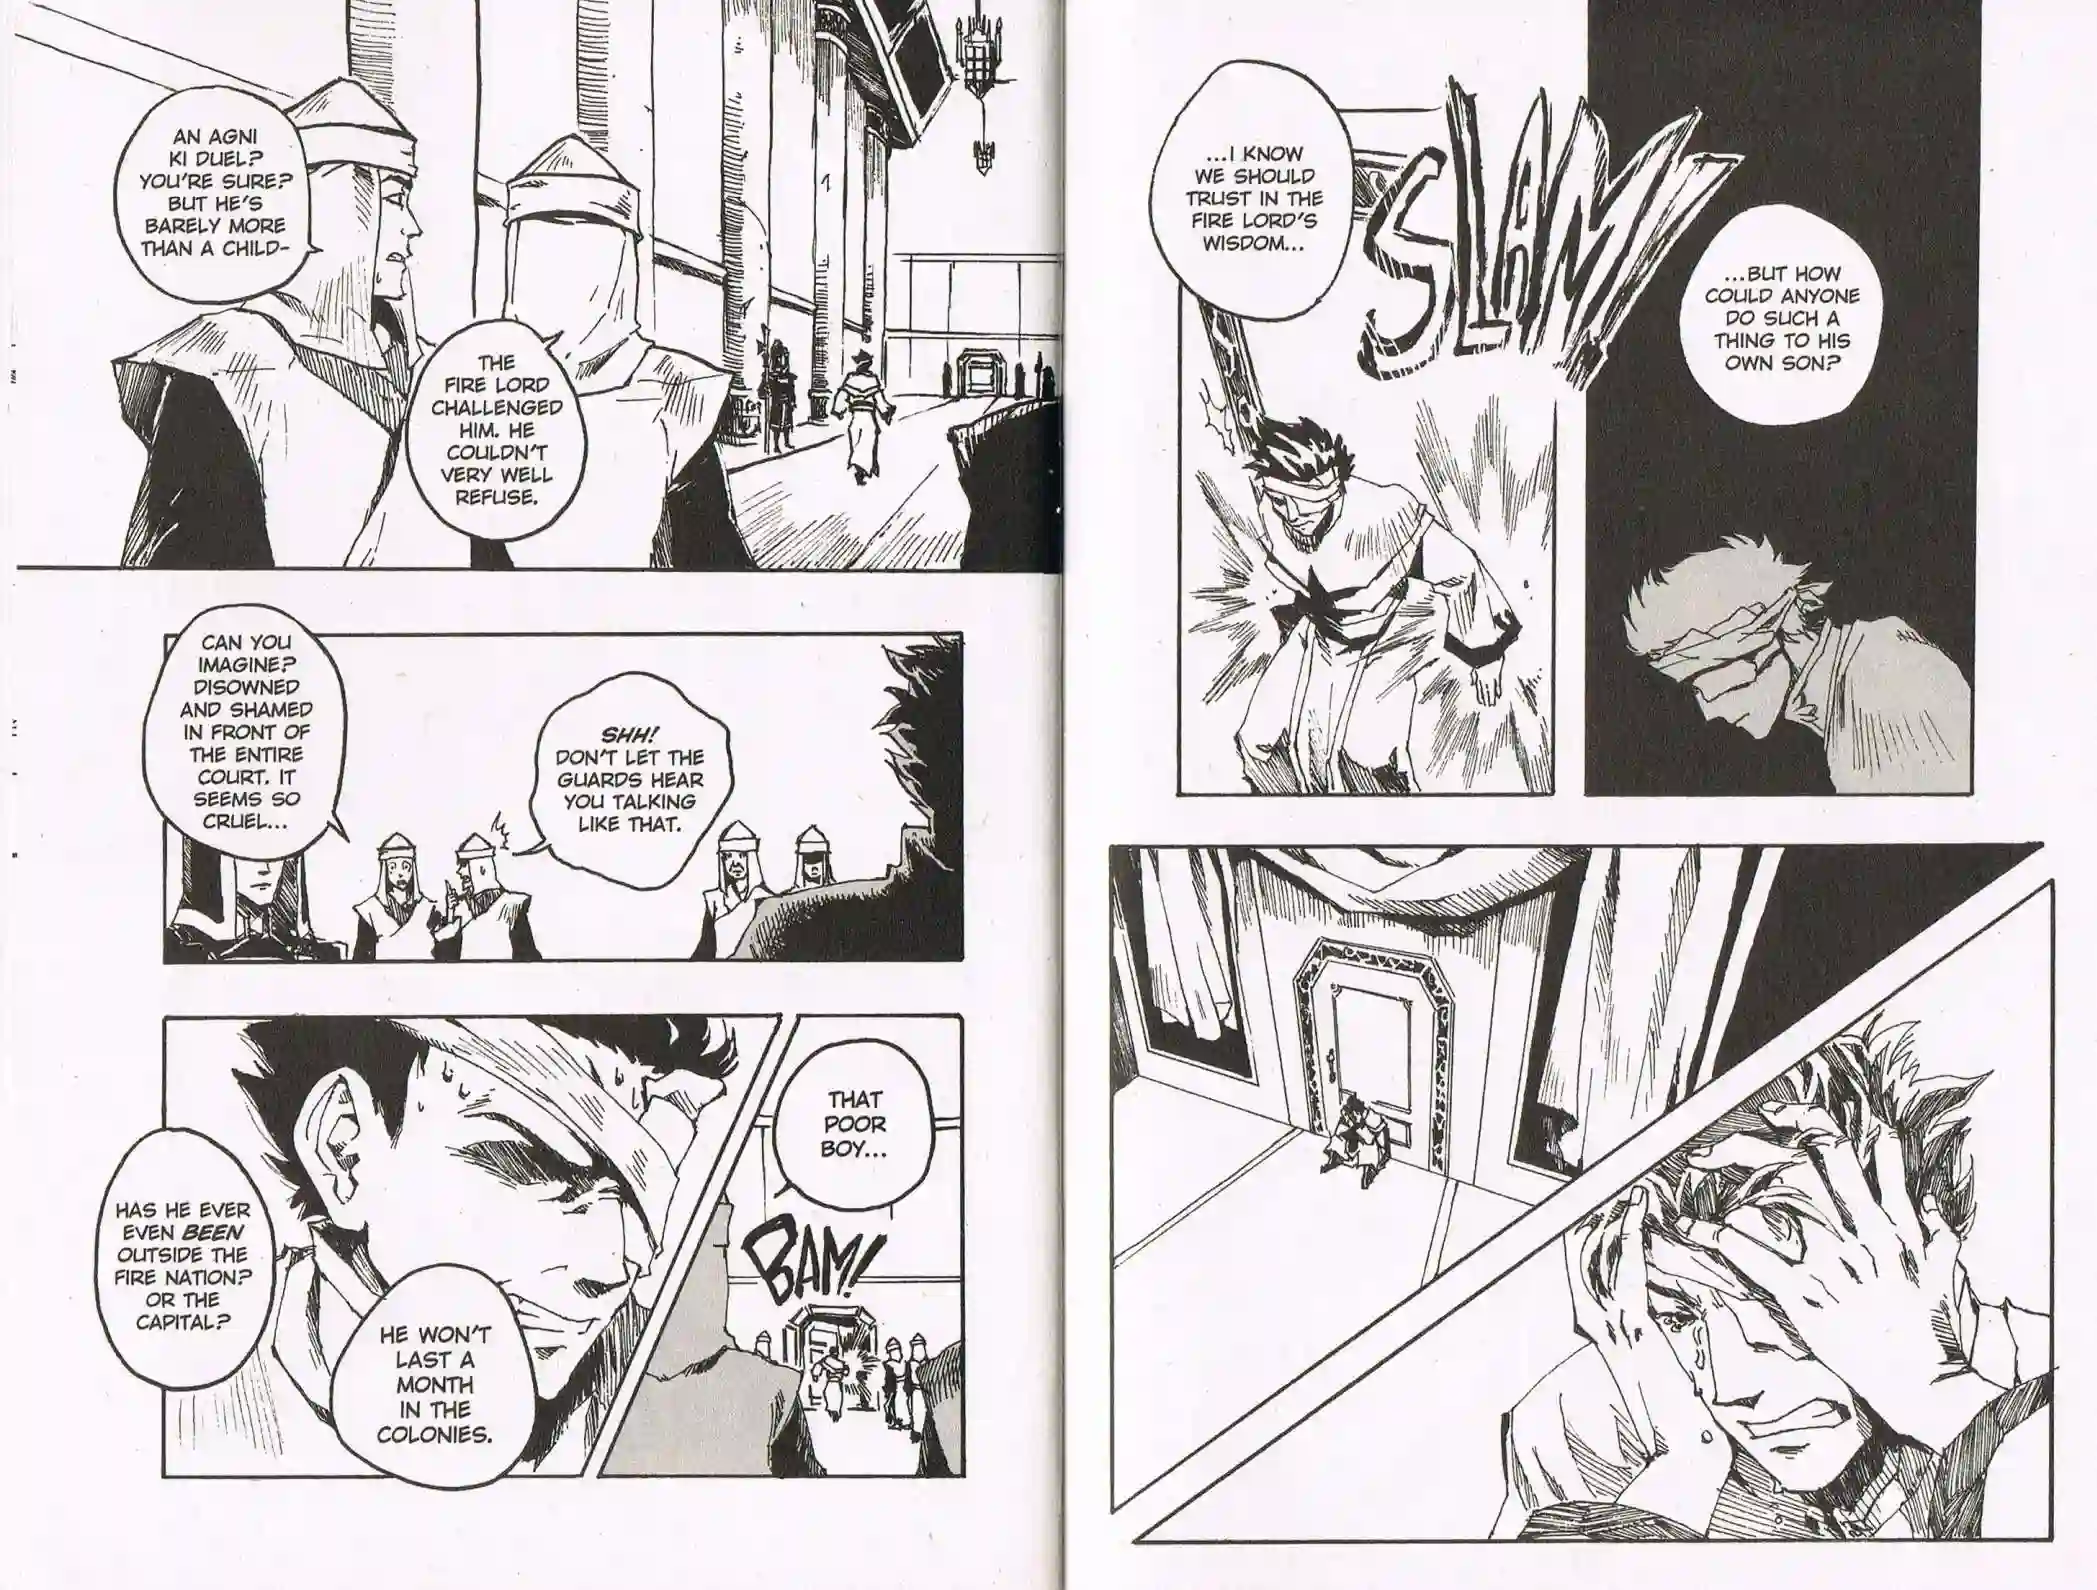 AN AGNI
KI DUEL?
YOU'RE SURE?
BUT HE'S
BARELY MORE
THAN A CHILD-
THE
FIRE LORD
CHALLENGED
HIM. HE
COULDN'T
VERY WELL
REFUSE.
CAN YOU
IMAGINE?
DISOWNED
AND SHAMED
IN FRONT OF
THE ENTIRE
COURT. IT
SEEMS SO
CRUEL...
SHH!
DON'T LET THE
GUARDS HEAR
YOU TALKING
LIKE THAT.
HAS HE EVER
EVEN BEEN
OUTSIDE THE
FIRE NATION?
OR THE
CAPITAL?
HE WON'T
LAST A
MONTH
IN THE
COLONIES.
THAT
POOR
BOY...
BAM!
...I KNOW
WE SHOULD
TRUST IN THE
FIRE LORD'S
WISDOM...
SLAM
...BUT HOW
COULD ANYONE
DO SUCH A
THING TO HIS
OWN SON?